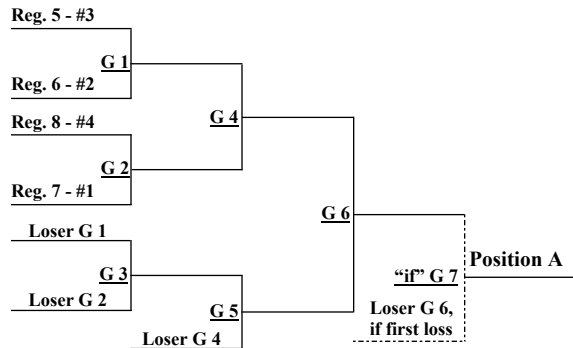 Reg. 5 - #3
G 1
Reg. 6 - #2
G 4
Reg. 8 - #4
G 2
Reg. 7 - #1
G 6
Loser G 1
G 3
Loser G 2
G 5
Loser G 4
Position A
“if” G 7
Loser G 6,
if first loss